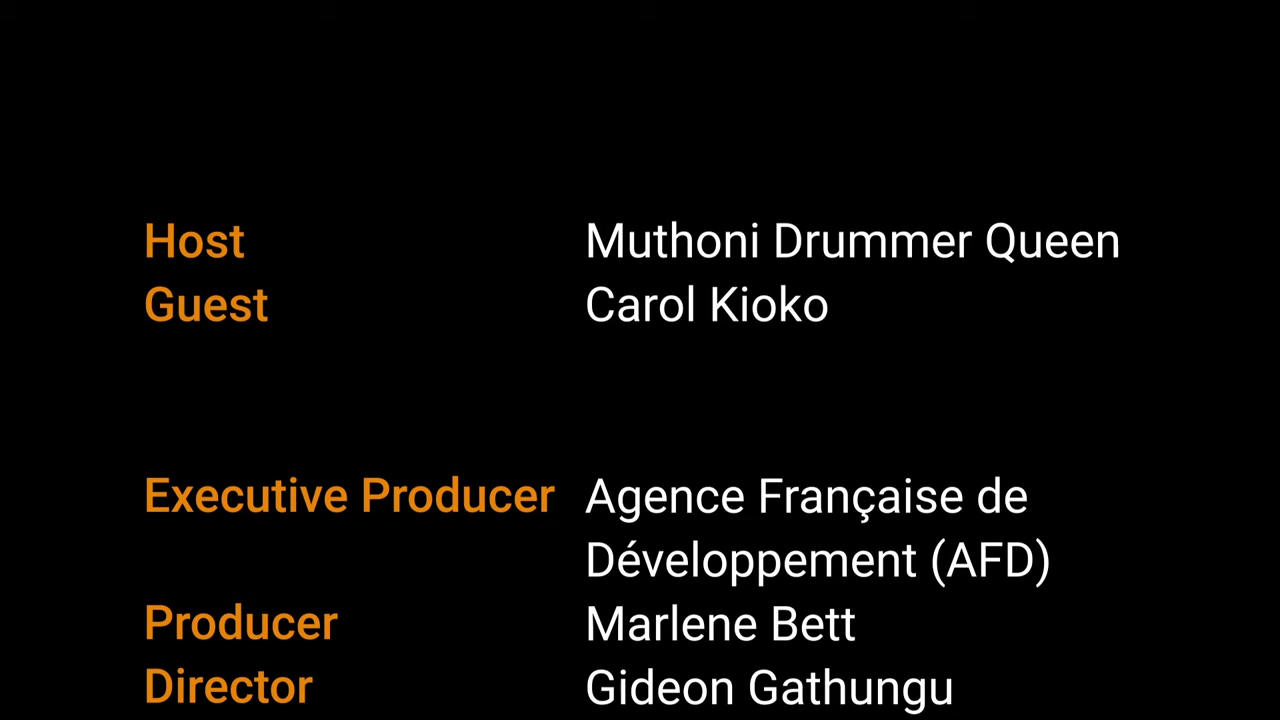 Host Muthoni Drummer Queen
Guest Carol Kioko
Executive Producer Agence Française de
Développement (AFD)
Producer Marlene Bett
Director Gideon Gathungu